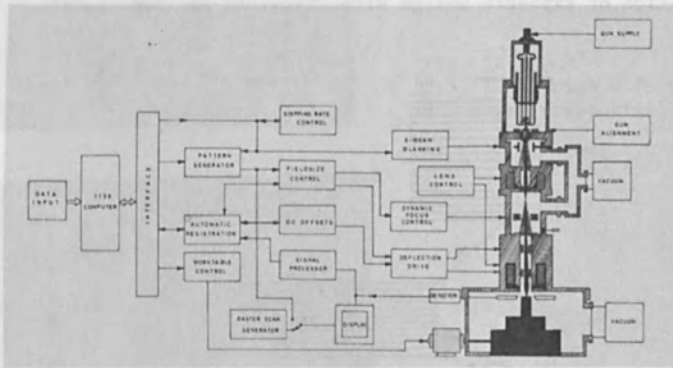 GUN SUPPLY
GUN
ALIGNMENT
STEPPING RATE
CONTROL
E-BEAM
BLANKING
PATTERN
GENERATOR
FIELDSIZE
CONTROL
LENS
CONTROL
VACUUM
DATA
INPUT
COMPUTER
INTERFACE
DYNAMIC
FOCUS
CONTROL
AUTOMATIC
REGISTRATION
DC OFFSETS
DEFLECTION
DRIVE
SIGNAL
PROCESSOR
WORKTABLE
CONTROL
DETECTOR
RASTER SCAN
GENERATOR
DISPLAY
VACUUM